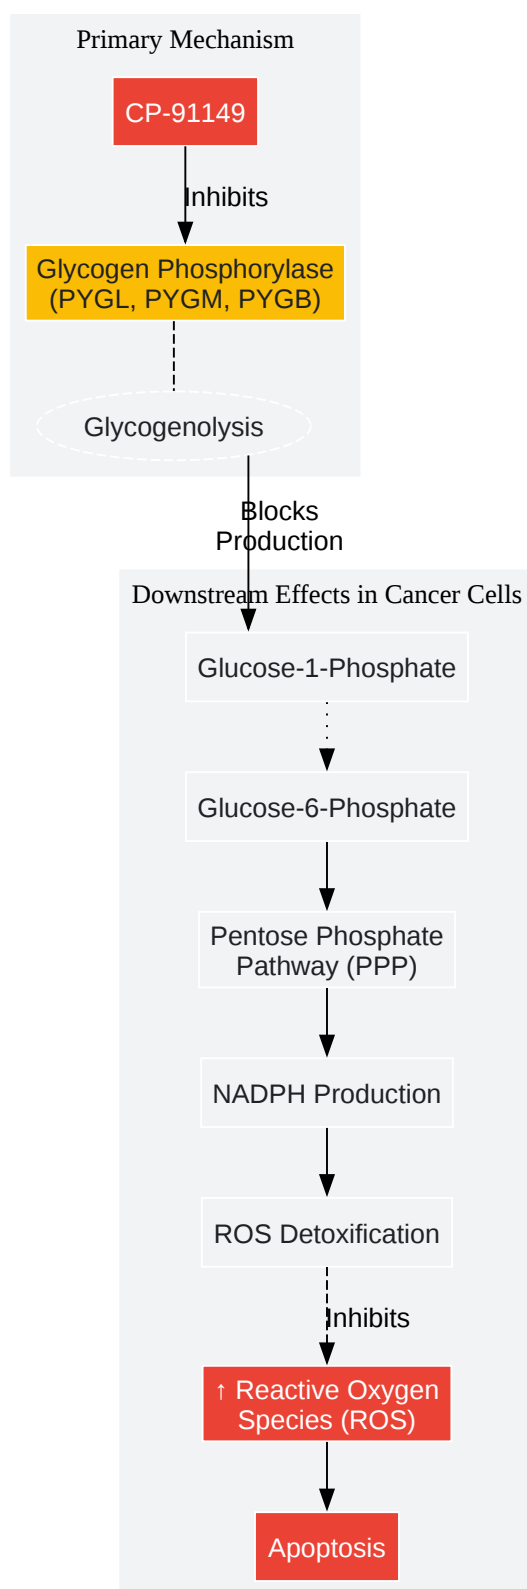 Primary Mechanism
CP-91149
Inhibits
Glycogen Phosphorylase
(PYGL, PYGM, PYGB)
Glycogenolysis
Blocks
Production
Downstream Effects in Cancer Cells
Glucose-1-Phosphate
Glucose-6-Phosphate
Pentose Phosphate
Pathway (PPP)
NADPH Production
ROS Detoxification
Inhibits
↑ Reactive Oxygen
Species (ROS)
Apoptosis